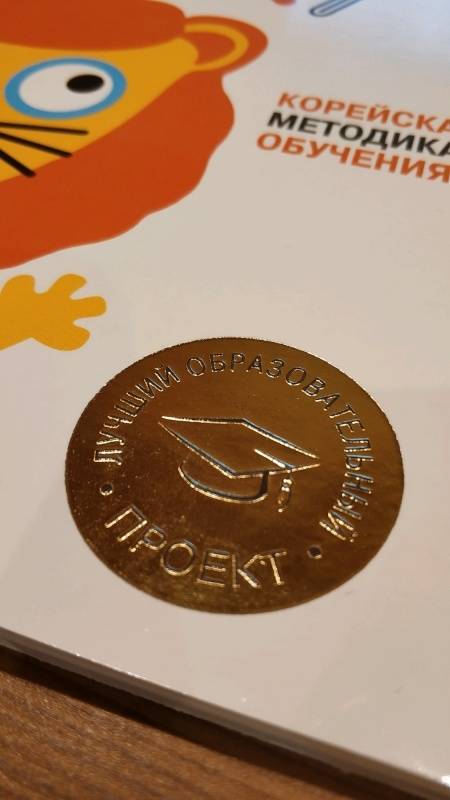 КОРЕЙСКА
МЕТОДИКА
ОБУЧЕНИЯ
ЛУЧШИЙ ОБРАЗОВАТЕЛЬНЫЙ
• ПРОЕКТ •